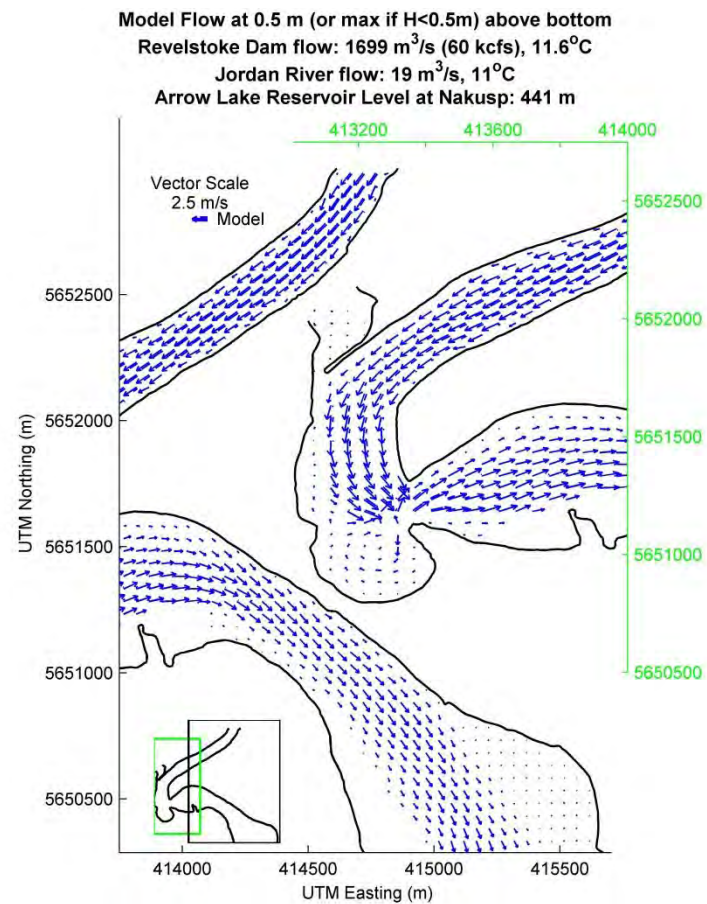 Model Flow at 0.5 m (or max if H<0.5m) above bottom
Revelstoke Dam flow: 1699 m³/s (60 kcfs), 11.6°C
Jordan River flow: 19 m³/s, 11°C
Arrow Lake Reservoir Level at Nakusp: 441 m
413200 413600 414000
Vector Scale
2.5 m/s
Model
5652500
5652000
5651500
5651000
5650500
5652500
5652000
5651500
5651000
5650500
UTM Northing (m)
414000 414500 415000 415500
UTM Easting (m)